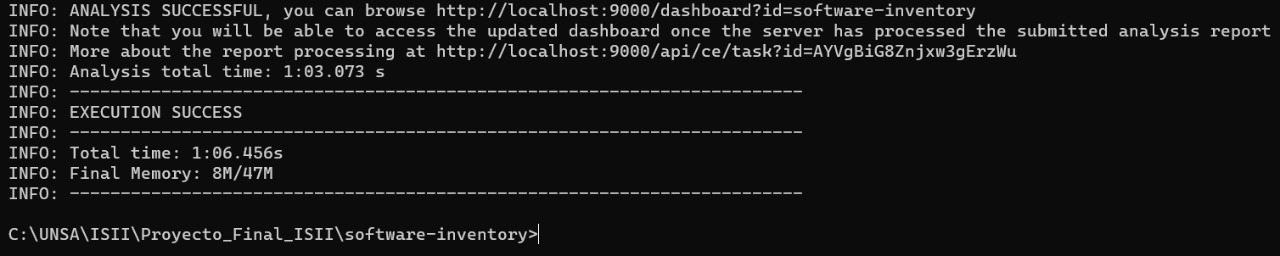 INFO: ANALYSIS SUCCESSFUL, you can browse http://localhost:9000/dashboard?id=software-inventory
INFO: Note that you will be able to access the updated dashboard once the server has processed the submitted analysis report
INFO: More about the report processing at http://localhost:9000/api/ce/task?id=AYVgBiG8Znjxw3gErzWu
INFO: Analysis total time: 1:03.073 s
INFO: ------------------------------------------------------------------------
INFO: EXECUTION SUCCESS
INFO: ------------------------------------------------------------------------
INFO: Total time: 1:06.456s
INFO: Final Memory: 8M/47M
INFO: ------------------------------------------------------------------------
C:\UNSA\ISII\Proyecto_Final_ISII\software-inventory>